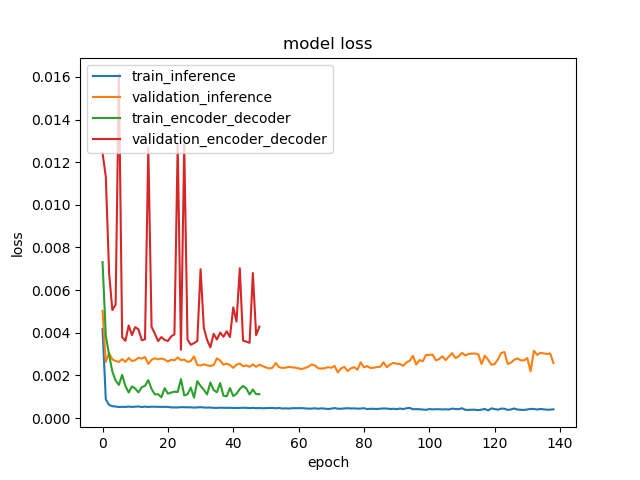 model loss
train_inference
validation_inference
train_encoder_decoder
validation_encoder_decoder
loss
0.016
0.014
0.012
0.010
0.008
0.006
0.004
0.002
0.000
0 20 40 60 80 100 120 140
epoch